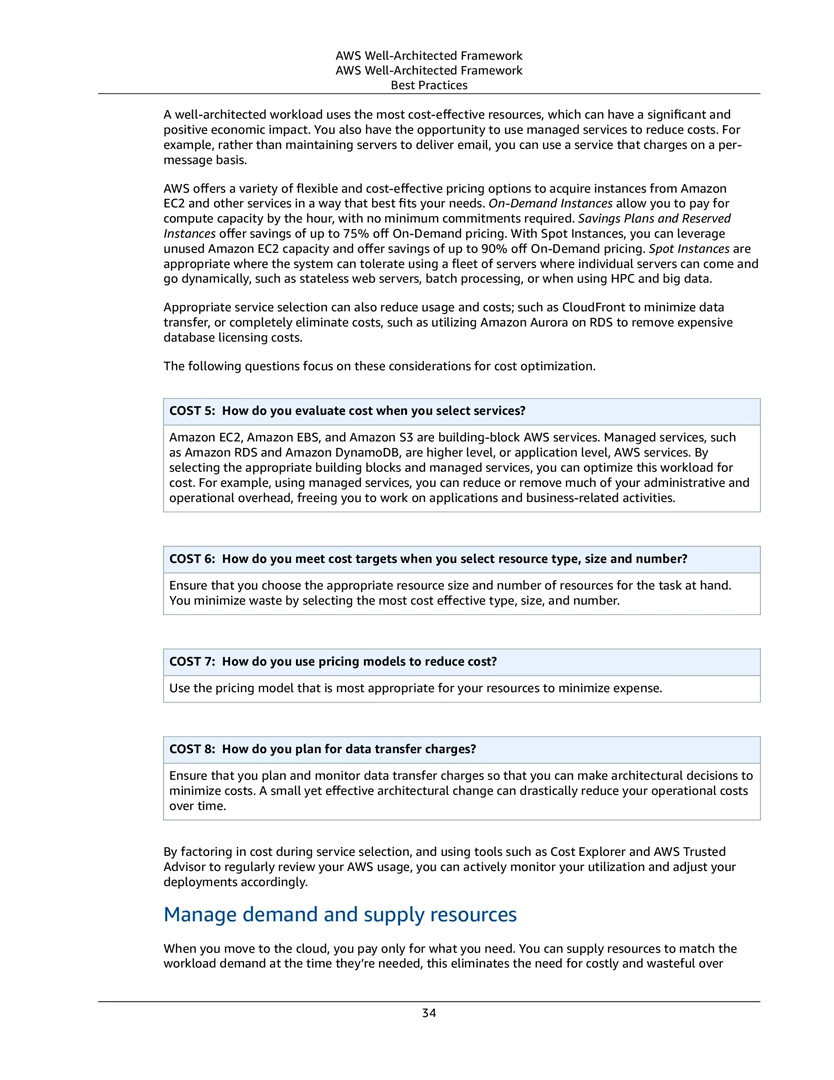 AWS Well-Architected Framework
AWS Well-Architected Framework
Best Practices
A well-architected workload uses the most cost-effective resources, which can have a significant and
positive economic impact. You also have the opportunity to use managed services to reduce costs. For
example, rather than maintaining servers to deliver email, you can use a service that charges on a per-
message basis.
AWS offers a variety of flexible and cost-effective pricing options to acquire instances from Amazon
EC2 and other services in a way that best fits your needs. On-Demand Instances allow you to pay for
compute capacity by the hour, with no minimum commitments required. Savings Plans and Reserved
Instances offer savings of up to 75% off On-Demand pricing. With Spot Instances, you can leverage
unused Amazon EC2 capacity and offer savings of up to 90% off On-Demand pricing. Spot Instances are
appropriate where the system can tolerate using a fleet of servers where individual servers can come and
go dynamically, such as stateless web servers, batch processing, or when using HPC and big data.
Appropriate service selection can also reduce usage and costs; such as CloudFront to minimize data
transfer, or completely eliminate costs, such as utilizing Amazon Aurora on RDS to remove expensive
database licensing costs.
The following questions focus on these considerations for cost optimization.
COST 5: How do you evaluate cost when you select services?
Amazon EC2, Amazon EBS, and Amazon S3 are building-block AWS services. Managed services, such
as Amazon RDS and Amazon DynamoDB, are higher level, or application level, AWS services. By
selecting the appropriate building blocks and managed services, you can optimize this workload for
cost. For example, using managed services, you can reduce or remove much of your administrative and
operational overhead, freeing you to work on applications and business-related activities.
COST 6: How do you meet cost targets when you select resource type, size and number?
Ensure that you choose the appropriate resource size and number of resources for the task at hand.
You minimize waste by selecting the most cost effective type, size, and number.
COST 7: How do you use pricing models to reduce cost?
Use the pricing model that is most appropriate for your resources to minimize expense.
COST 8: How do you plan for data transfer charges?
Ensure that you plan and monitor data transfer charges so that you can make architectural decisions to
minimize costs. A small yet effective architectural change can drastically reduce your operational costs
over time.
By factoring in cost during service selection, and using tools such as Cost Explorer and AWS Trusted
Advisor to regularly review your AWS usage, you can actively monitor your utilization and adjust your
deployments accordingly.
Manage demand and supply resources
When you move to the cloud, you pay only for what you need. You can supply resources to match the
workload demand at the time they're needed, this eliminates the need for costly and wasteful over
34